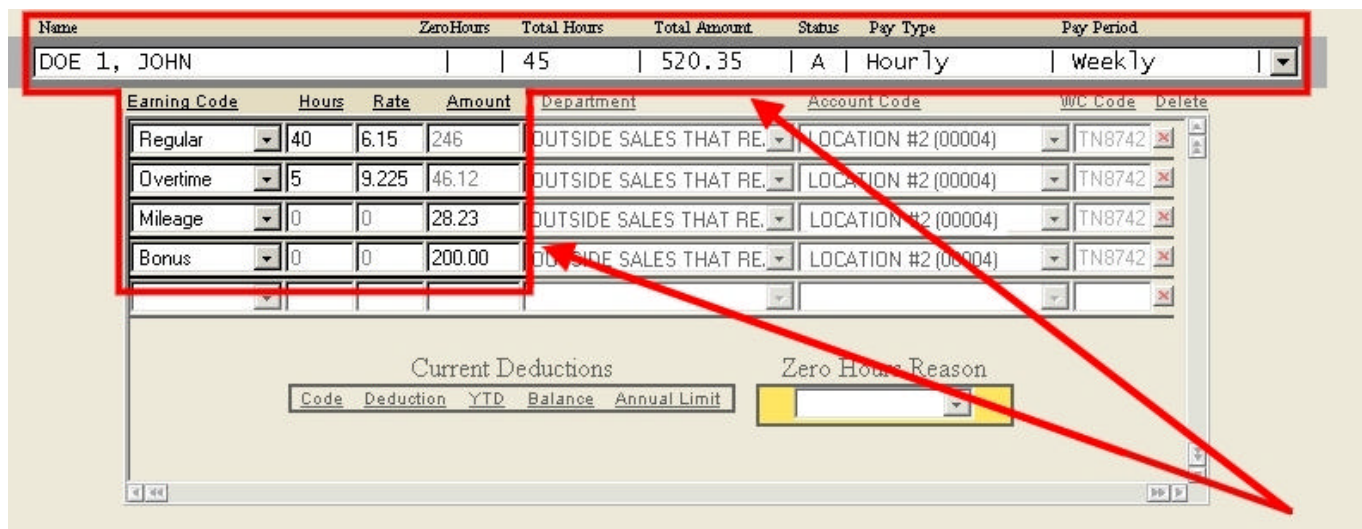 Name ZeroHours Total Hours Total Amount Status Pay Type Pay Period
DOE 1, JOHN | | 45 | 520.35 | A | Hourly | Weekly |
Earning Code Hours Rate Amount Department Account Code WC Code Delete
Regular 40 6.15 246 OUTSIDE SALES THAT RE. LOCATION #2 (00004) TN8742
Overtime 5 9.225 46.12 OUTSIDE SALES THAT RE. LOCATION #2 (00004) TN8742
Mileage 0 0 28.23 OUTSIDE SALES THAT RE. LOCATION #2 (00004) TN8742
Bonus 0 0 200.00 OUTSIDE SALES THAT RE. LOCATION #2 (00004) TN8742
Current Deductions Zero Hours Reason
Code Deduction YTD Balance Annual Limit